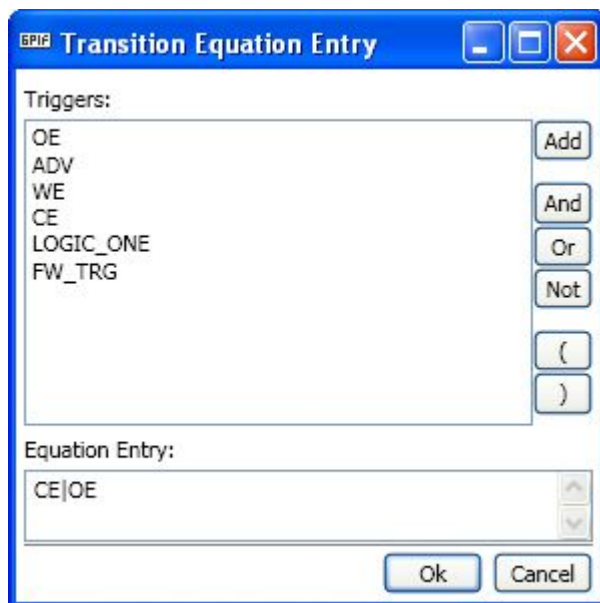 GPIF Transition Equation Entry
Triggers:
OE
ADV
WE
CE
LOGIC_ONE
FW_TRG
Add
And
Or
Not
(
)
Equation Entry:
CE|OE
Ok
Cancel